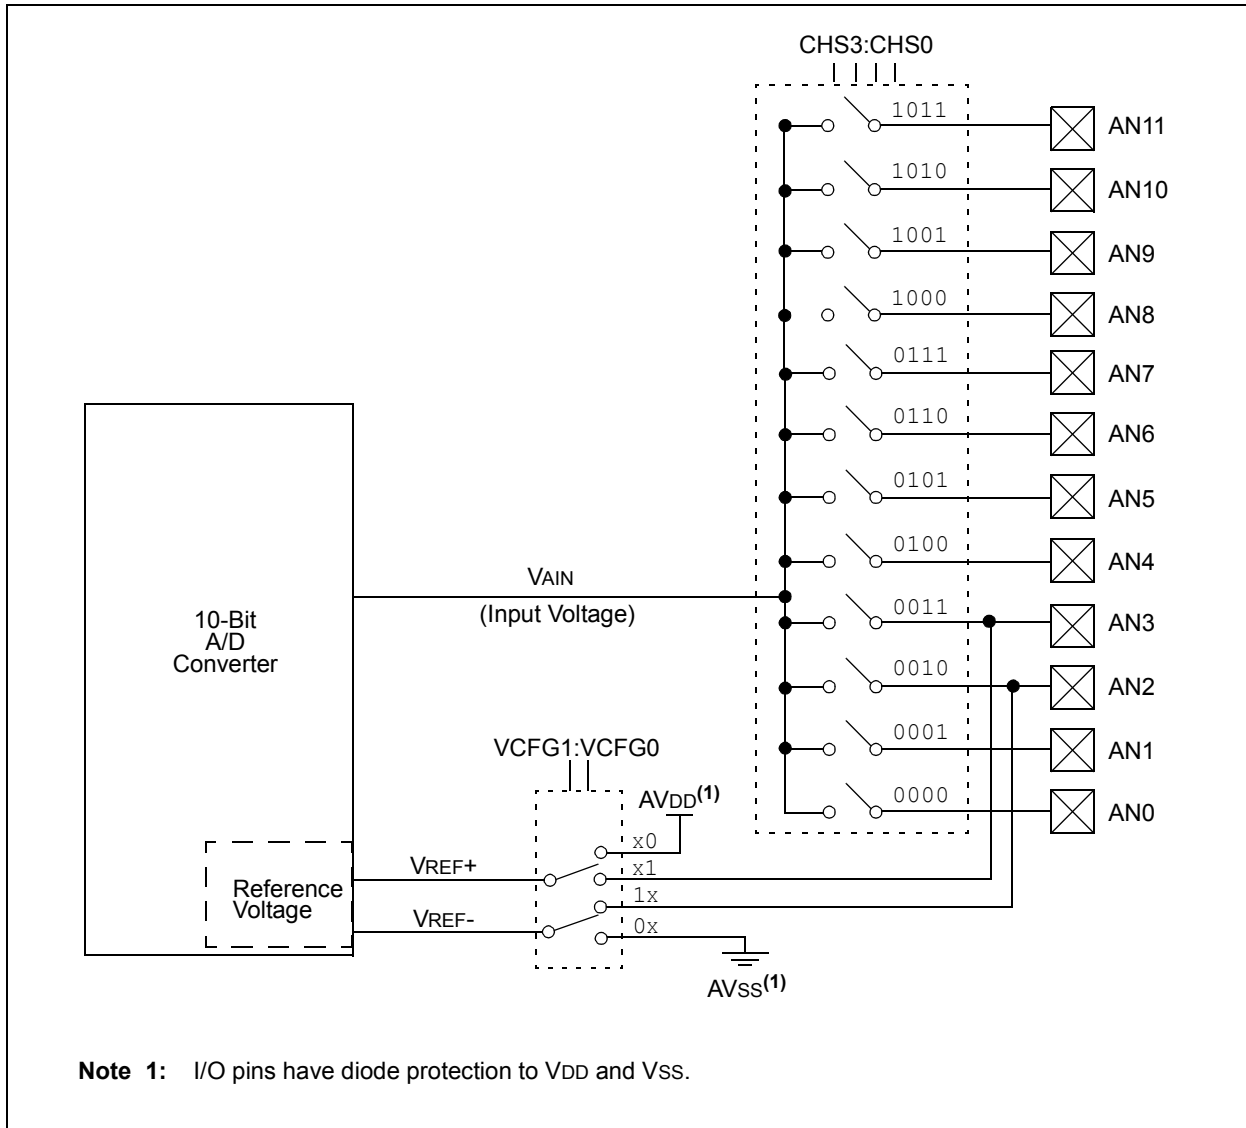 CHS3:CHS0
1011
AN11
1010
AN10
1001
AN9
1000
AN8
0111
AN7
0110
AN6
0101
AN5
0100
AN4
VAIN
(Input Voltage)
0011
AN3
10-Bit
A/D
Converter
0010
AN2
0001
AN1
VCFG1:VCFG0
0000
AN0
AVDD(1)
x0
VREF+
x1
Reference
Voltage
1x
VREF-
0x
AVSS(1)
Note 1: I/O pins have diode protection to VDD and VSS.